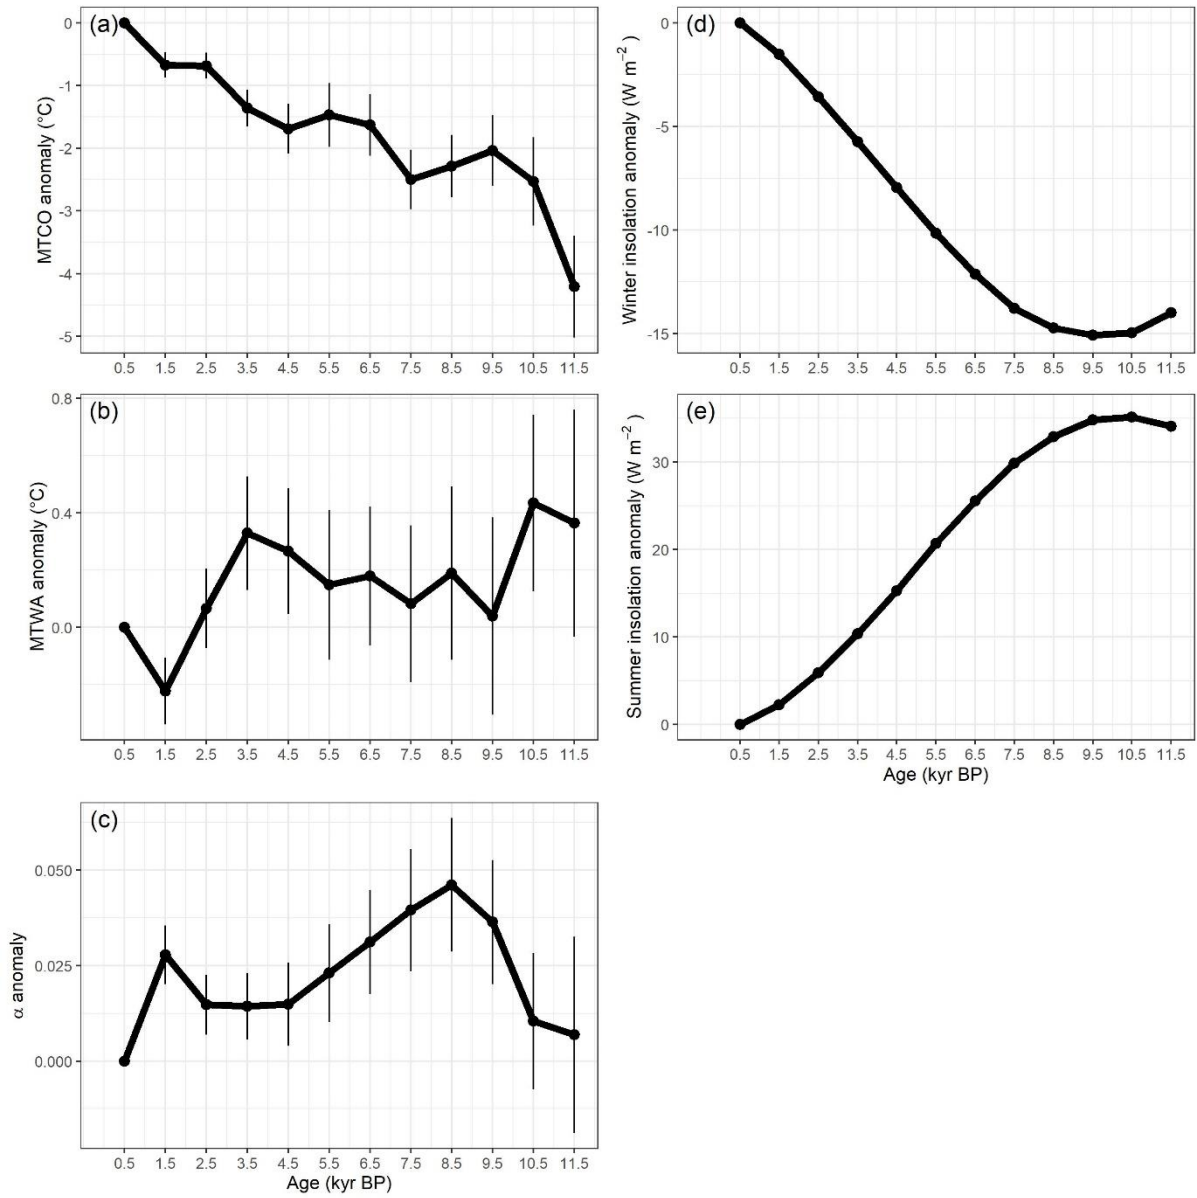 (a)
MTCO anomaly (°C)
0
-1
-2
-3
-4
-5
0.5 1.5 2.5 3.5 4.5 5.5 6.5 7.5 8.5 9.5 10.5 11.5
(b)
MTWA anomaly (°C)
0.8
0.4
0.0
0.5 1.5 2.5 3.5 4.5 5.5 6.5 7.5 8.5 9.5 10.5 11.5
(c)
α anomaly
0.050
0.025
0.000
0.5 1.5 2.5 3.5 4.5 5.5 6.5 7.5 8.5 9.5 10.5 11.5
Age (kyr BP)
(d)
Winter insolation anomaly (W m⁻² )
0
-5
-10
-15
0.5 1.5 2.5 3.5 4.5 5.5 6.5 7.5 8.5 9.5 10.5 11.5
(e)
Summer insolation anomaly (W m⁻² )
30
20
10
0
0.5 1.5 2.5 3.5 4.5 5.5 6.5 7.5 8.5 9.5 10.5 11.5
Age (kyr BP)